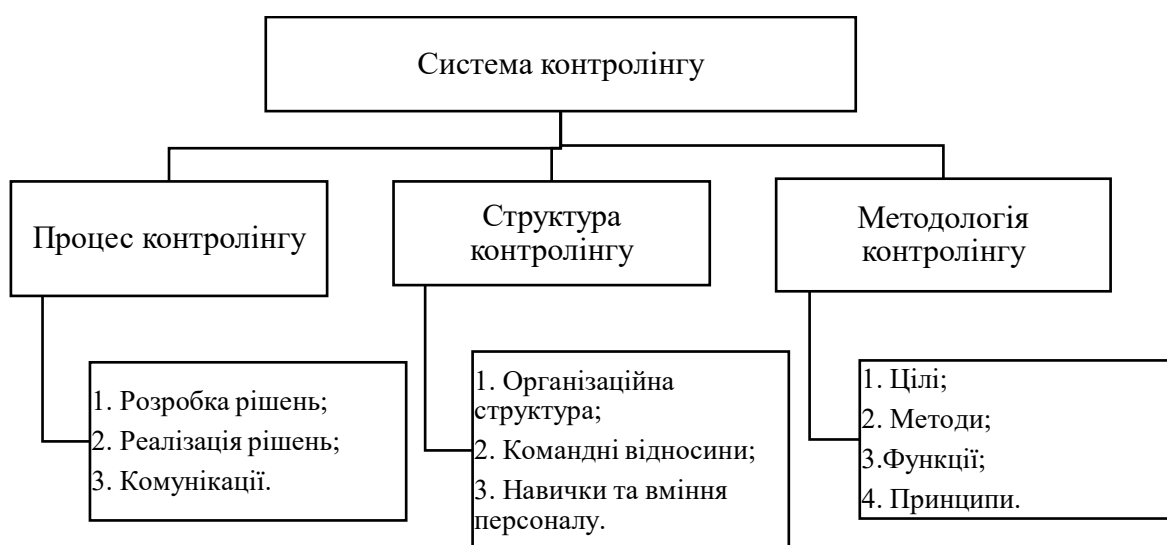 Система контролінгу
Процес контролінгу
Структура
контролінгу
Методологія
контролінгу
1. Розробка рішень;
2. Реалізація рішень;
3. Комунікації.
1. Організаційна
структура;
2. Командні відносини;
3. Навички та вміння
персоналу.
1. Цілі;
2. Методи;
3.Функції;
4. Принципи.